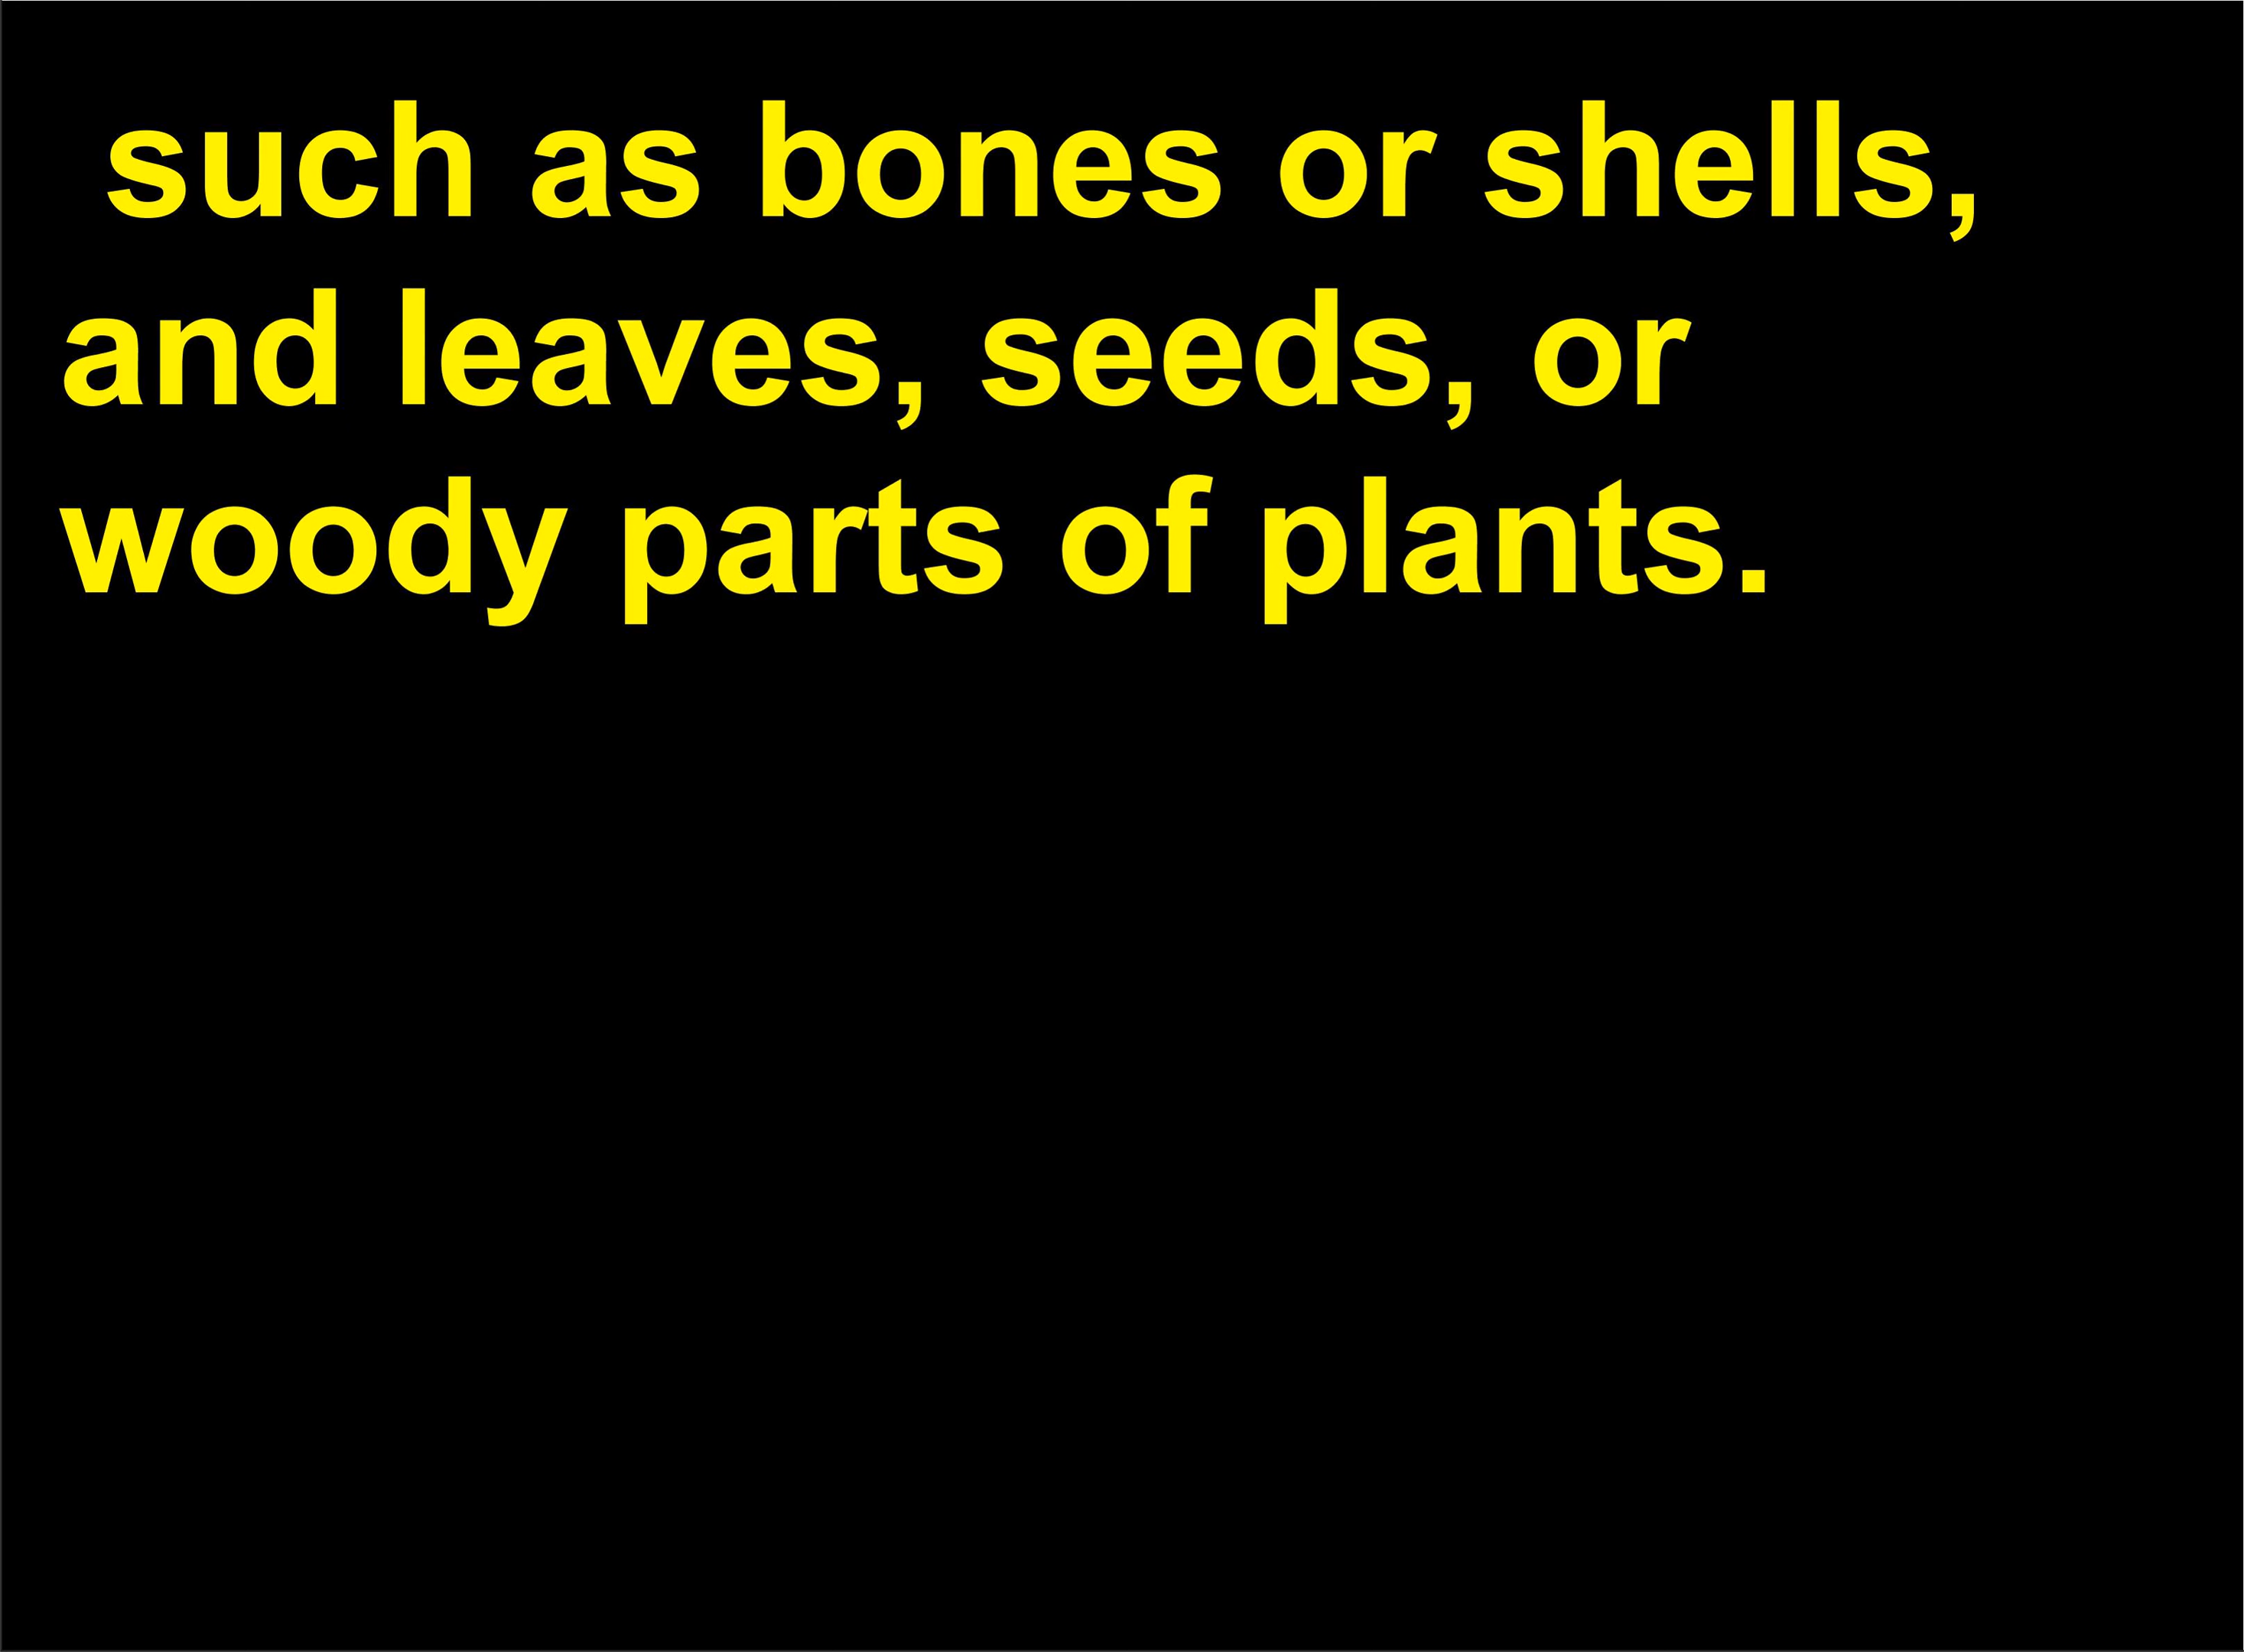 such as bones or shells,
and leaves, seeds, or
woody parts of plants.